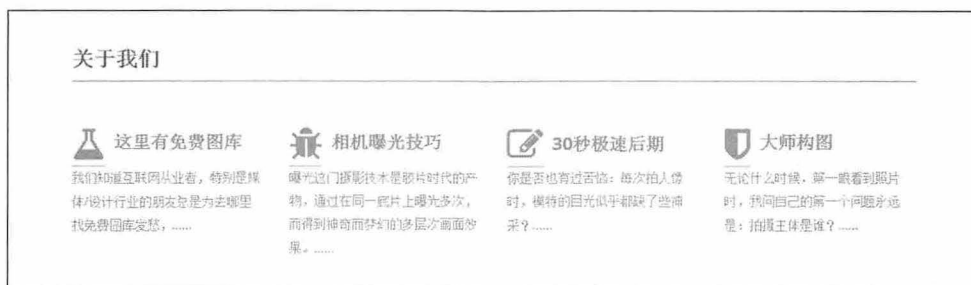 关于我们
这里有免费图库
我们知道互联网从业者，特别是媒
体/设计行业的朋友总是为去哪里
找免费图库发愁，......
相机曝光技巧
曝光这门摄影技术是胶片时代的产
物，通过在同一底片上曝光多次，
而得到神奇而梦幻的多层次画面效
果。......
30秒极速后期
你是否也有过苦恼：每次拍人像
时，模特的目光似乎都缺了些神
采？......
大师构图
无论什么时候，第一眼看到照片
时，我问自己的第一个问题永远
是：拍摄主体是谁？......